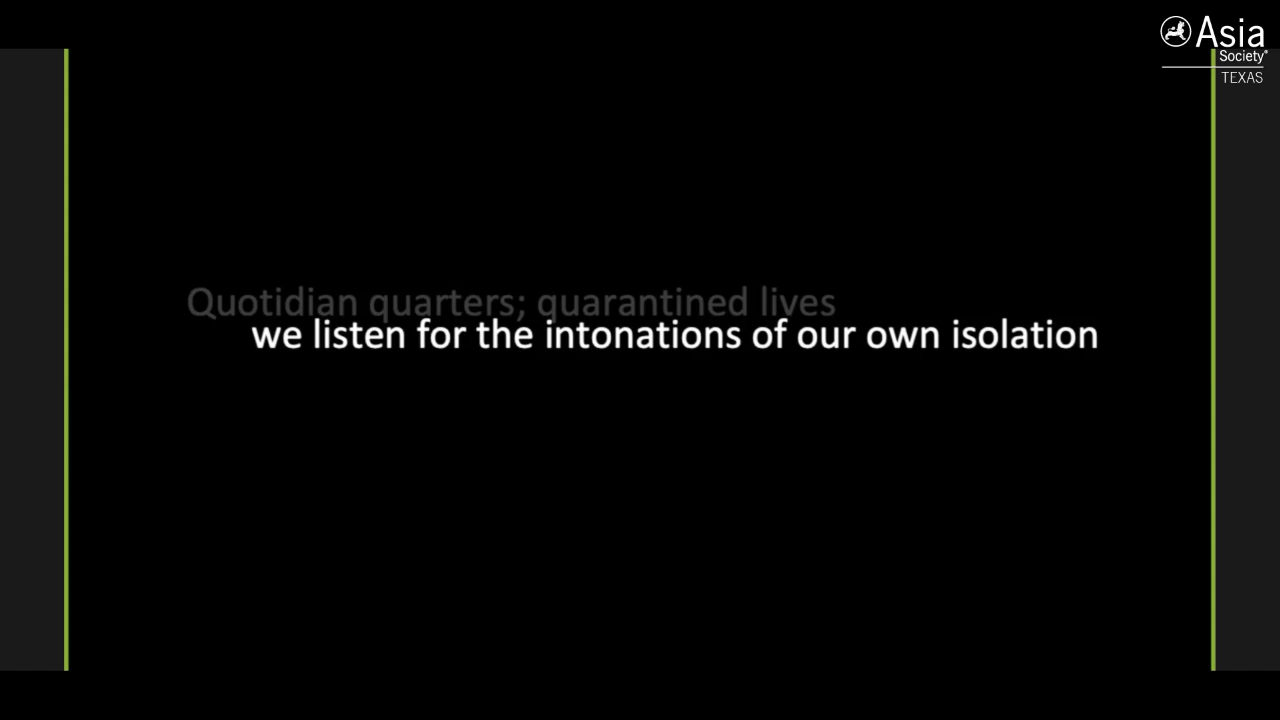 Asia
Society®
TEXAS
Quotidian quarters; quarantined lives
we listen for the intonations of our own isolation